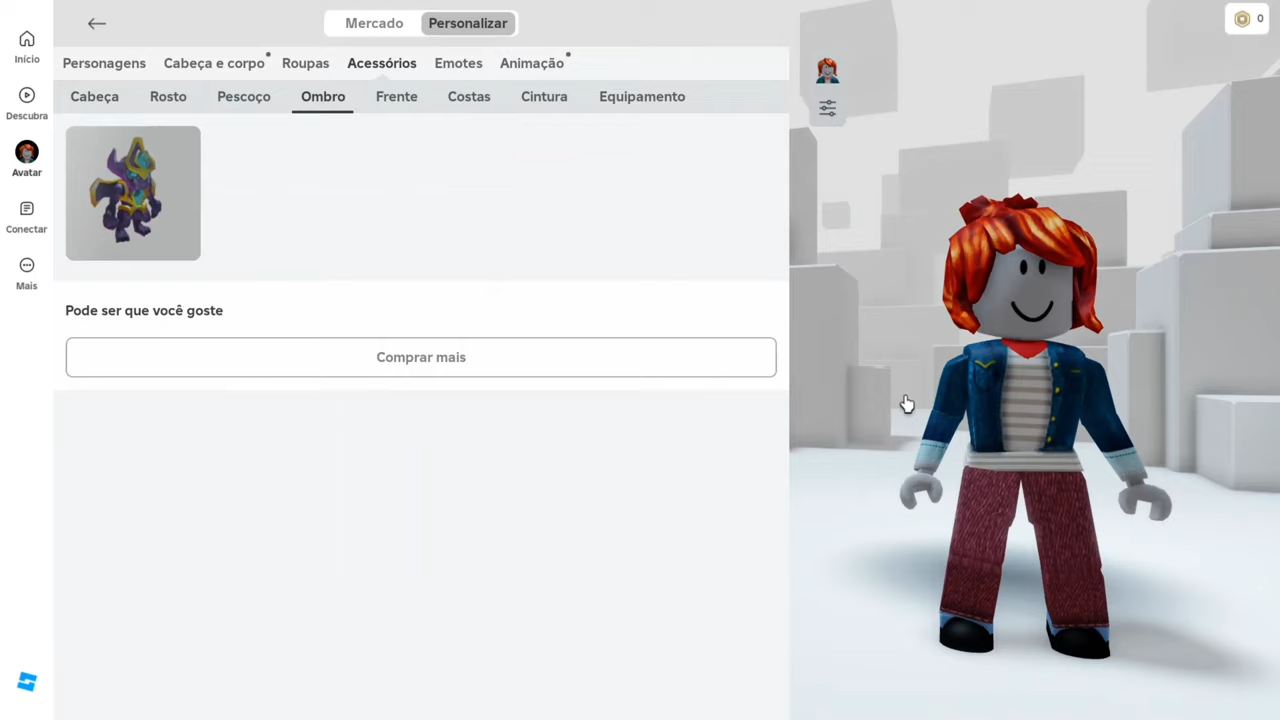 Mercado
Personalizar
0
Início
Descubra
Avatar
Conectar
Mais
Personagens
Cabeça e corpo
Roupas
Acessórios
Emotes
Animação
Cabeça
Rosto
Pescoço
Ombro
Frente
Costas
Cintura
Equipamento
Pode ser que você goste
Comprar mais